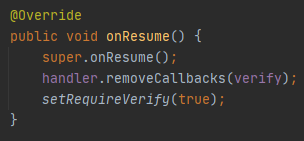 @Override
public void onResume() {
    super.onResume();
    handler.removeCallbacks(verify);
    setRequireVerify(true);
}